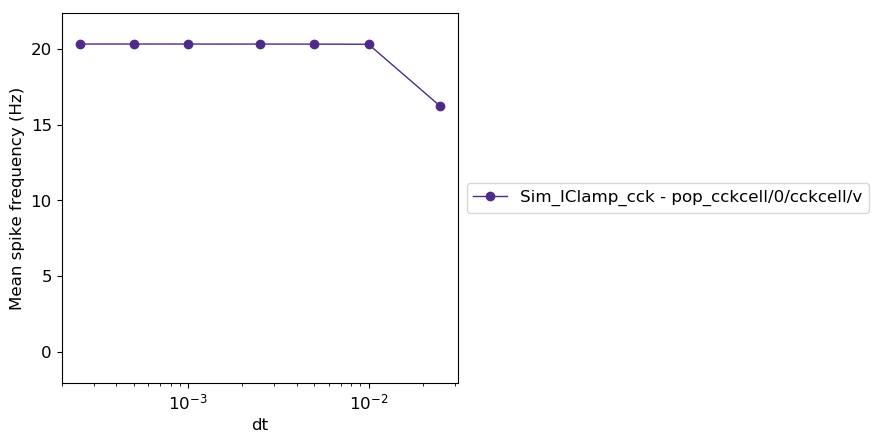 Mean spike frequency (Hz)
20
15
10
5
0
10⁻³
10⁻²
dt
Sim_IClamp_cck - pop_cckcell/0/cckcell/v